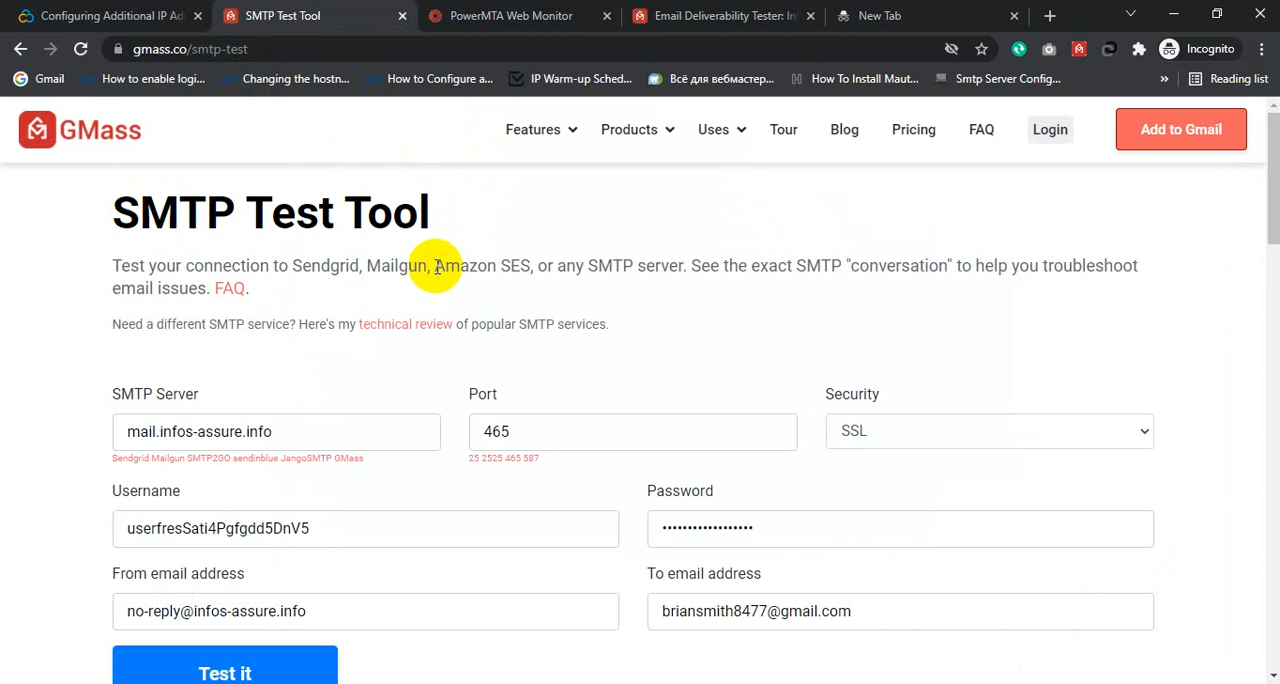 Configuring Additional IP Ad
SMTP Test Tool
PowerMTA Web Monitor
Email Deliverability Tester: In
New Tab
gmass.co/smtp-test
Incognito
Gmail
How to enable logi...
Changing the hostn...
How to Configure a...
IP Warm-up Sched...
Всё для вебмастер...
How To Install Maut...
Smtp Server Config...
»
Reading list
GMass
Features
Products
Uses
Tour
Blog
Pricing
FAQ
Login
Add to Gmail
SMTP Test Tool
Test your connection to Sendgrid, Mailgun, Amazon SES, or any SMTP server. See the exact SMTP "conversation" to help you troubleshoot
email issues. FAQ.
Need a different SMTP service? Here's my technical review of popular SMTP services.
SMTP Server
Port
Security
mail.infos-assure.info
465
SSL
Sendgrid Mailgun SMTP2GO sendinblue JangoSMTP GMass
25 2525 465 587
Username
Password
userfresSati4Pgfgdd5DnV5
••••••••••••••••••
From email address
To email address
no-reply@infos-assure.info
briansmith8477@gmail.com
Test it